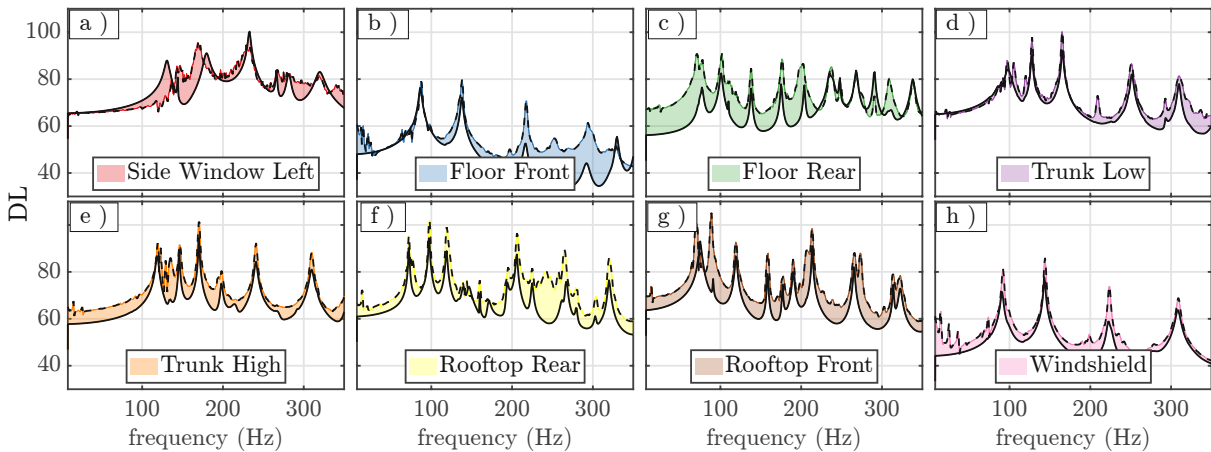 a )
b )
c )
d )
100
80
60
40
Side Window Left
Floor Front
Floor Rear
Trunk Low
DL
e )
f )
g )
h )
80
60
40
Trunk High
Rooftop Rear
Rooftop Front
Windshield
100 200 300
100 200 300
100 200 300
100 200 300
frequency (Hz)
frequency (Hz)
frequency (Hz)
frequency (Hz)